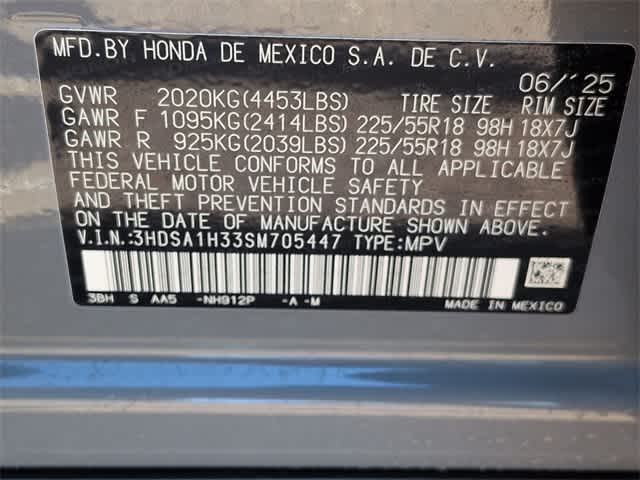 MFD.BY HONDA DE MEXICO S.A. DE C.V.
06/'25
GVWR 2020KG(4453LBS) TIRE SIZE RIM SIZE
GAWR F 1095KG(2414LBS) 225/55R18 98H 18X7J
GAWR R 925KG(2039LBS) 225/55R18 98H 18X7J
THIS VEHICLE CONFORMS TO ALL APPLICABLE
FEDERAL MOTOR VEHICLE SAFETY
AND THEFT PREVENTION STANDARDS IN EFFECT
ON THE DATE OF MANUFACTURE SHOWN ABOVE.
V.I.N.:3HDSA1H33SM705447 TYPE:MPV
3BH S AA5 -NH912P -A -M MADE IN MEXICO